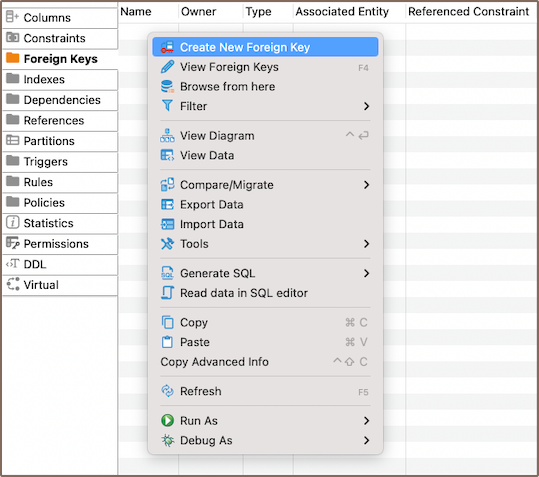 Columns
Constraints
Foreign Keys
Indexes
Dependencies
References
Partitions
Triggers
Rules
Policies
Statistics
Permissions
DDL
Virtual
Name Owner Type Associated Entity Referenced Constraint
Create New Foreign Key
View Foreign Keys F4
Browse from here
Filter
View Diagram ^ ⏎
View Data
Compare/Migrate
Export Data
Import Data
Tools
Generate SQL
Read data in SQL editor
Copy ⌘ C
Paste ⌘ V
Copy Advanced Info ^ ⇧ C
Refresh F5
Run As
Debug As